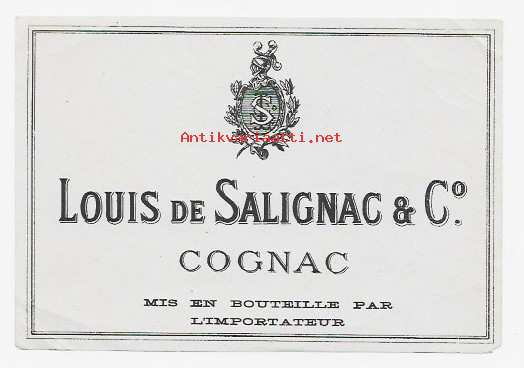 Antikvariaatti.net
LOUIS DE SALIGNAC & Cº.
COGNAC
MIS EN BOUTEILLE PAR
L'IMPORTATEUR